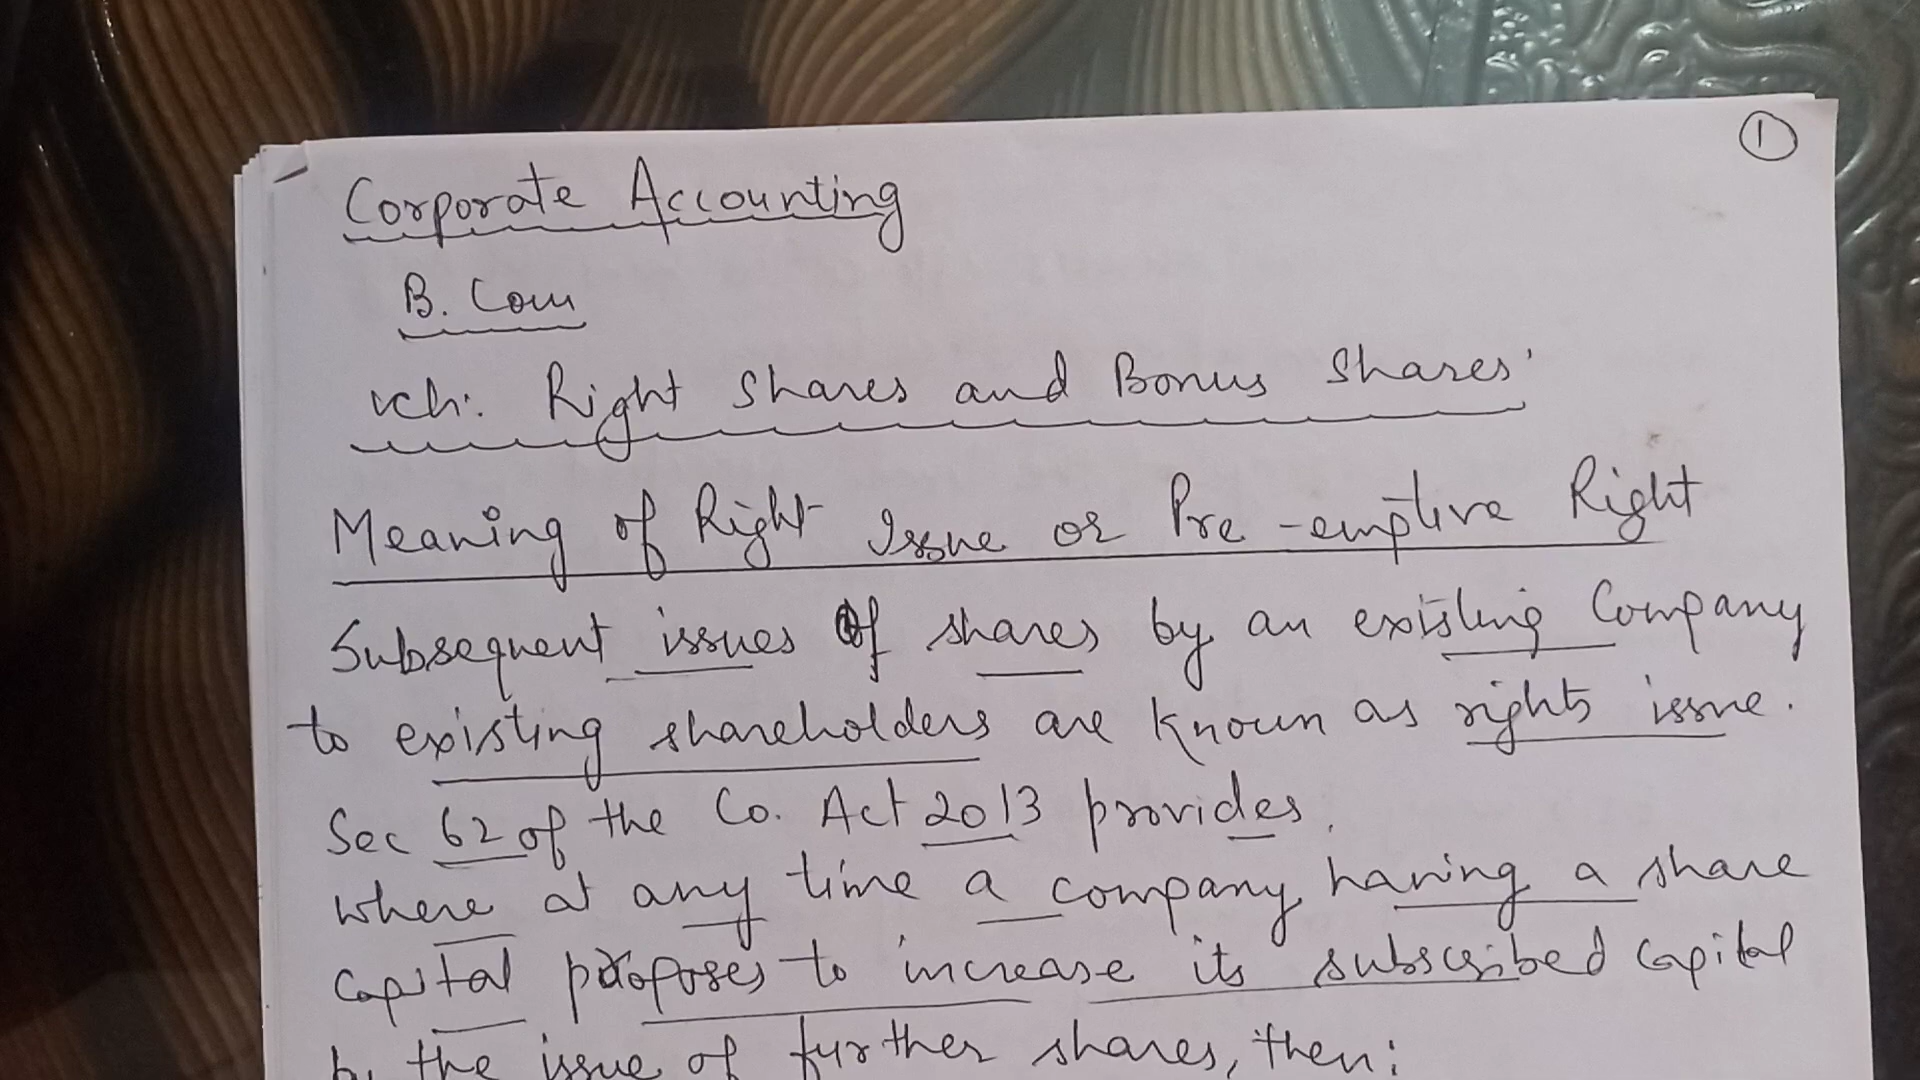 1
Corporate Accounting
B. Com
ch: Right Shares and Bonus Shares'
Meaning of Right Issue or Pre-emptive Right
Subsequent issues of shares by an existing Company
to existing shareholders are known as rights issue.
Sec 62 of the Co. Act 2013 provides,
where at any time a company having a share
capital proposes to increase its subscribed capital
by the issue of further shares, then: